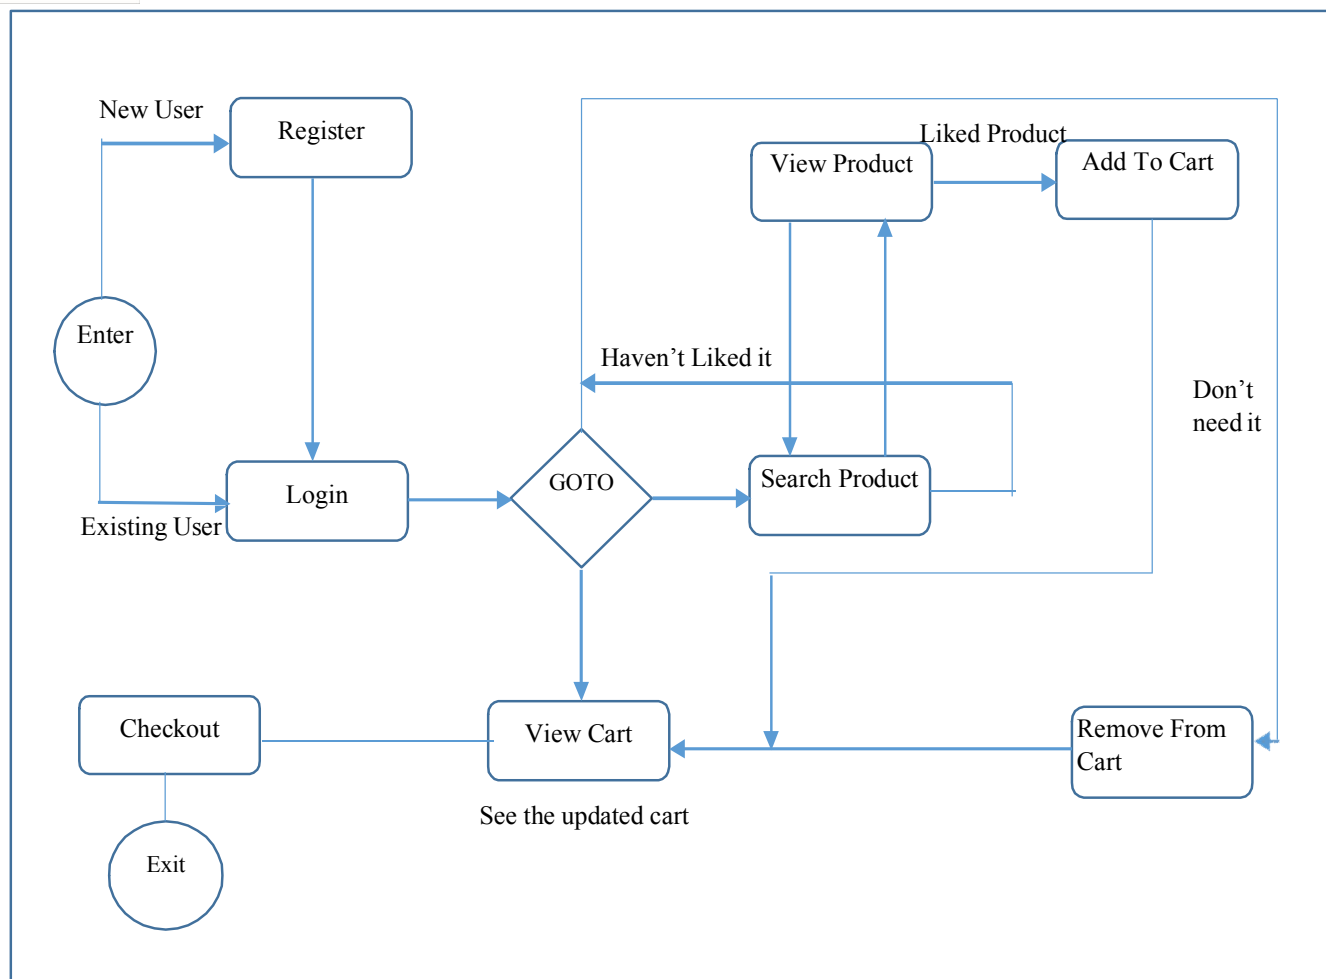 New User
Register
Liked Product
View Product
Add To Cart
Enter
Haven’t Liked it
Don’t
need it
GOTO
Search Product
Login
Existing User
Checkout
View Cart
Remove From
Cart
See the updated cart
Exit